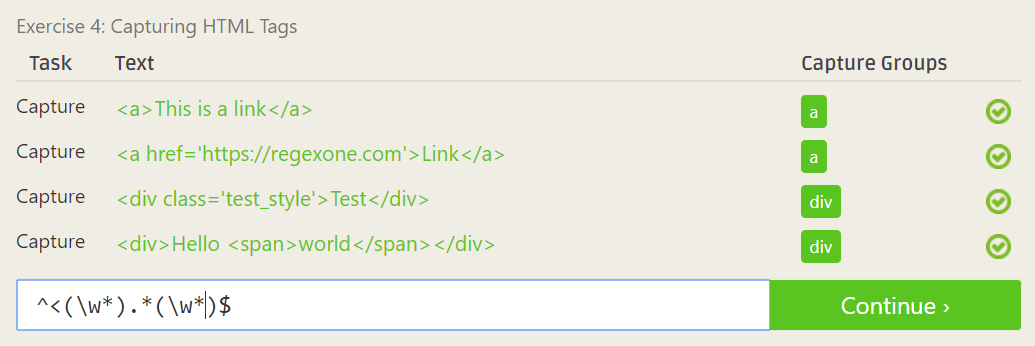 Exercise 4: Capturing HTML Tags
Task Text Capture Groups
Capture <a>This is a link</a> a
Capture <a href='https://regexone.com'>Link</a> a
Capture <div class='test_style'>Test</div> div
Capture <div>Hello <span>world</span></div> div
^<(\w*).*(\w*)$ Continue ›